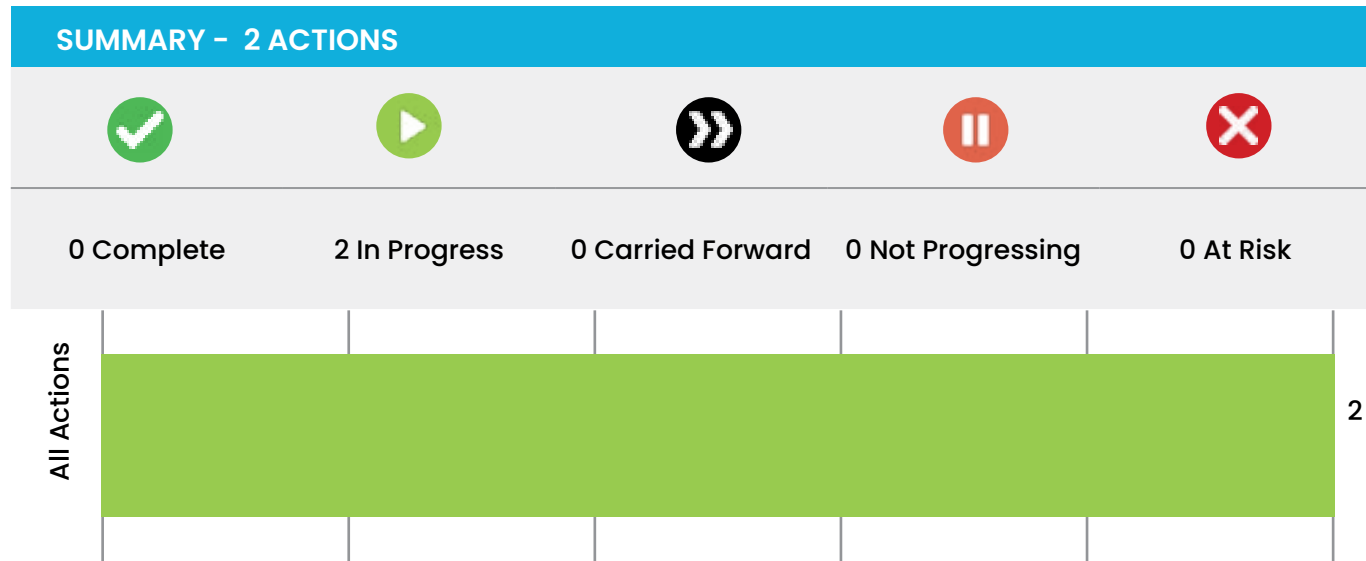 SUMMARY - 2 ACTIONS
0 Complete
2 In Progress
0 Carried Forward
0 Not Progressing
0 At Risk
All Actions
2